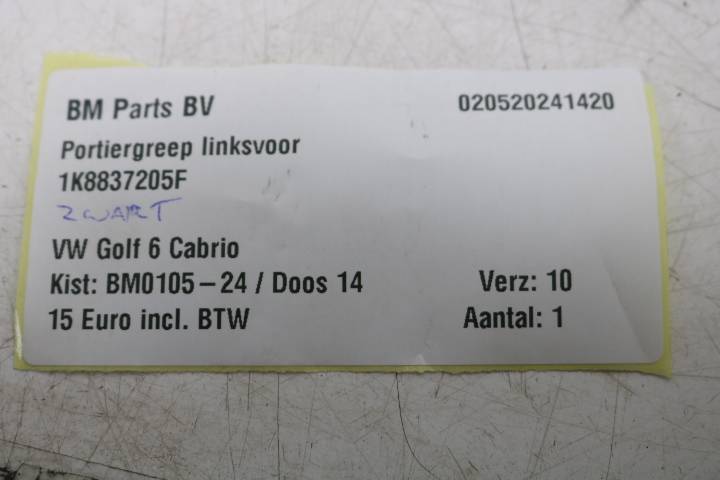 BM Parts BV 020520241420
Portiergreep linksvoor
1K8837205F
ZWART
VW Golf 6 Cabrio
Kist: BM0105-24 / Doos 14 Verz: 10
15 Euro incl. BTW Aantal: 1